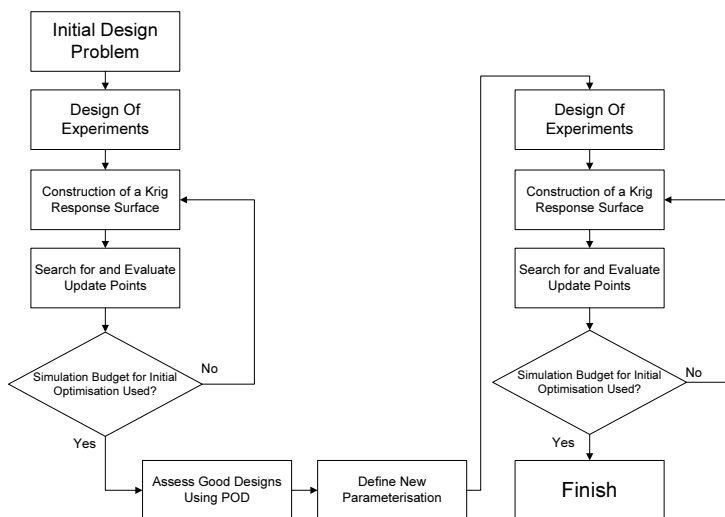 Initial Design
Problem
Design Of
Experiments
Construction of a Krig
Response Surface
Search for and Evaluate
Update Points
Simulation Budget for Initial
Optimisation Used?
No
Yes
Assess Good Designs
Using POD
Define New
Parameterisation
Design Of
Experiments
Construction of a Krig
Response Surface
Search for and Evaluate
Update Points
Simulation Budget for Initial
Optimisation Used?
No
Yes
Finish